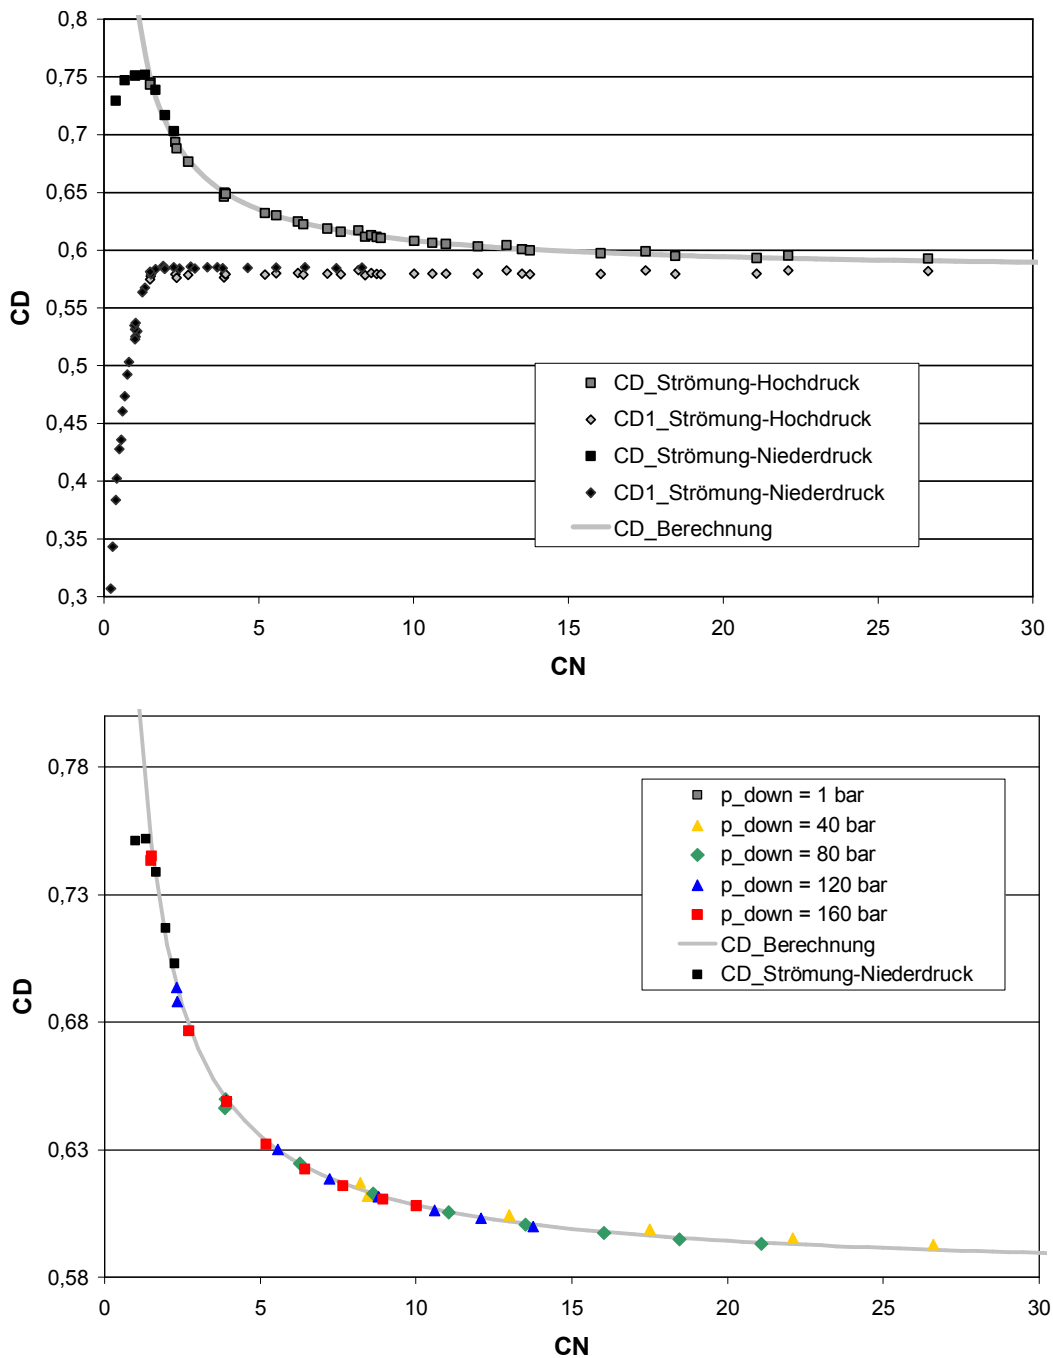 0,8
0,75
0,7
0,65
0,6
0,55
0,5
0,45
0,4
0,35
0,3
CD
CD_Strömung-Hochdruck
CD1_Strömung-Hochdruck
CD_Strömung-Niederdruck
CD1_Strömung-Niederdruck
CD_Berechnung
0 5 10 15 20 25 30
CN
0,78
0,73
0,68
0,63
0,58
CD
p_down = 1 bar
p_down = 40 bar
p_down = 80 bar
p_down = 120 bar
p_down = 160 bar
CD_Berechnung
CD_Strömung-Niederdruck
0 5 10 15 20 25 30
CN